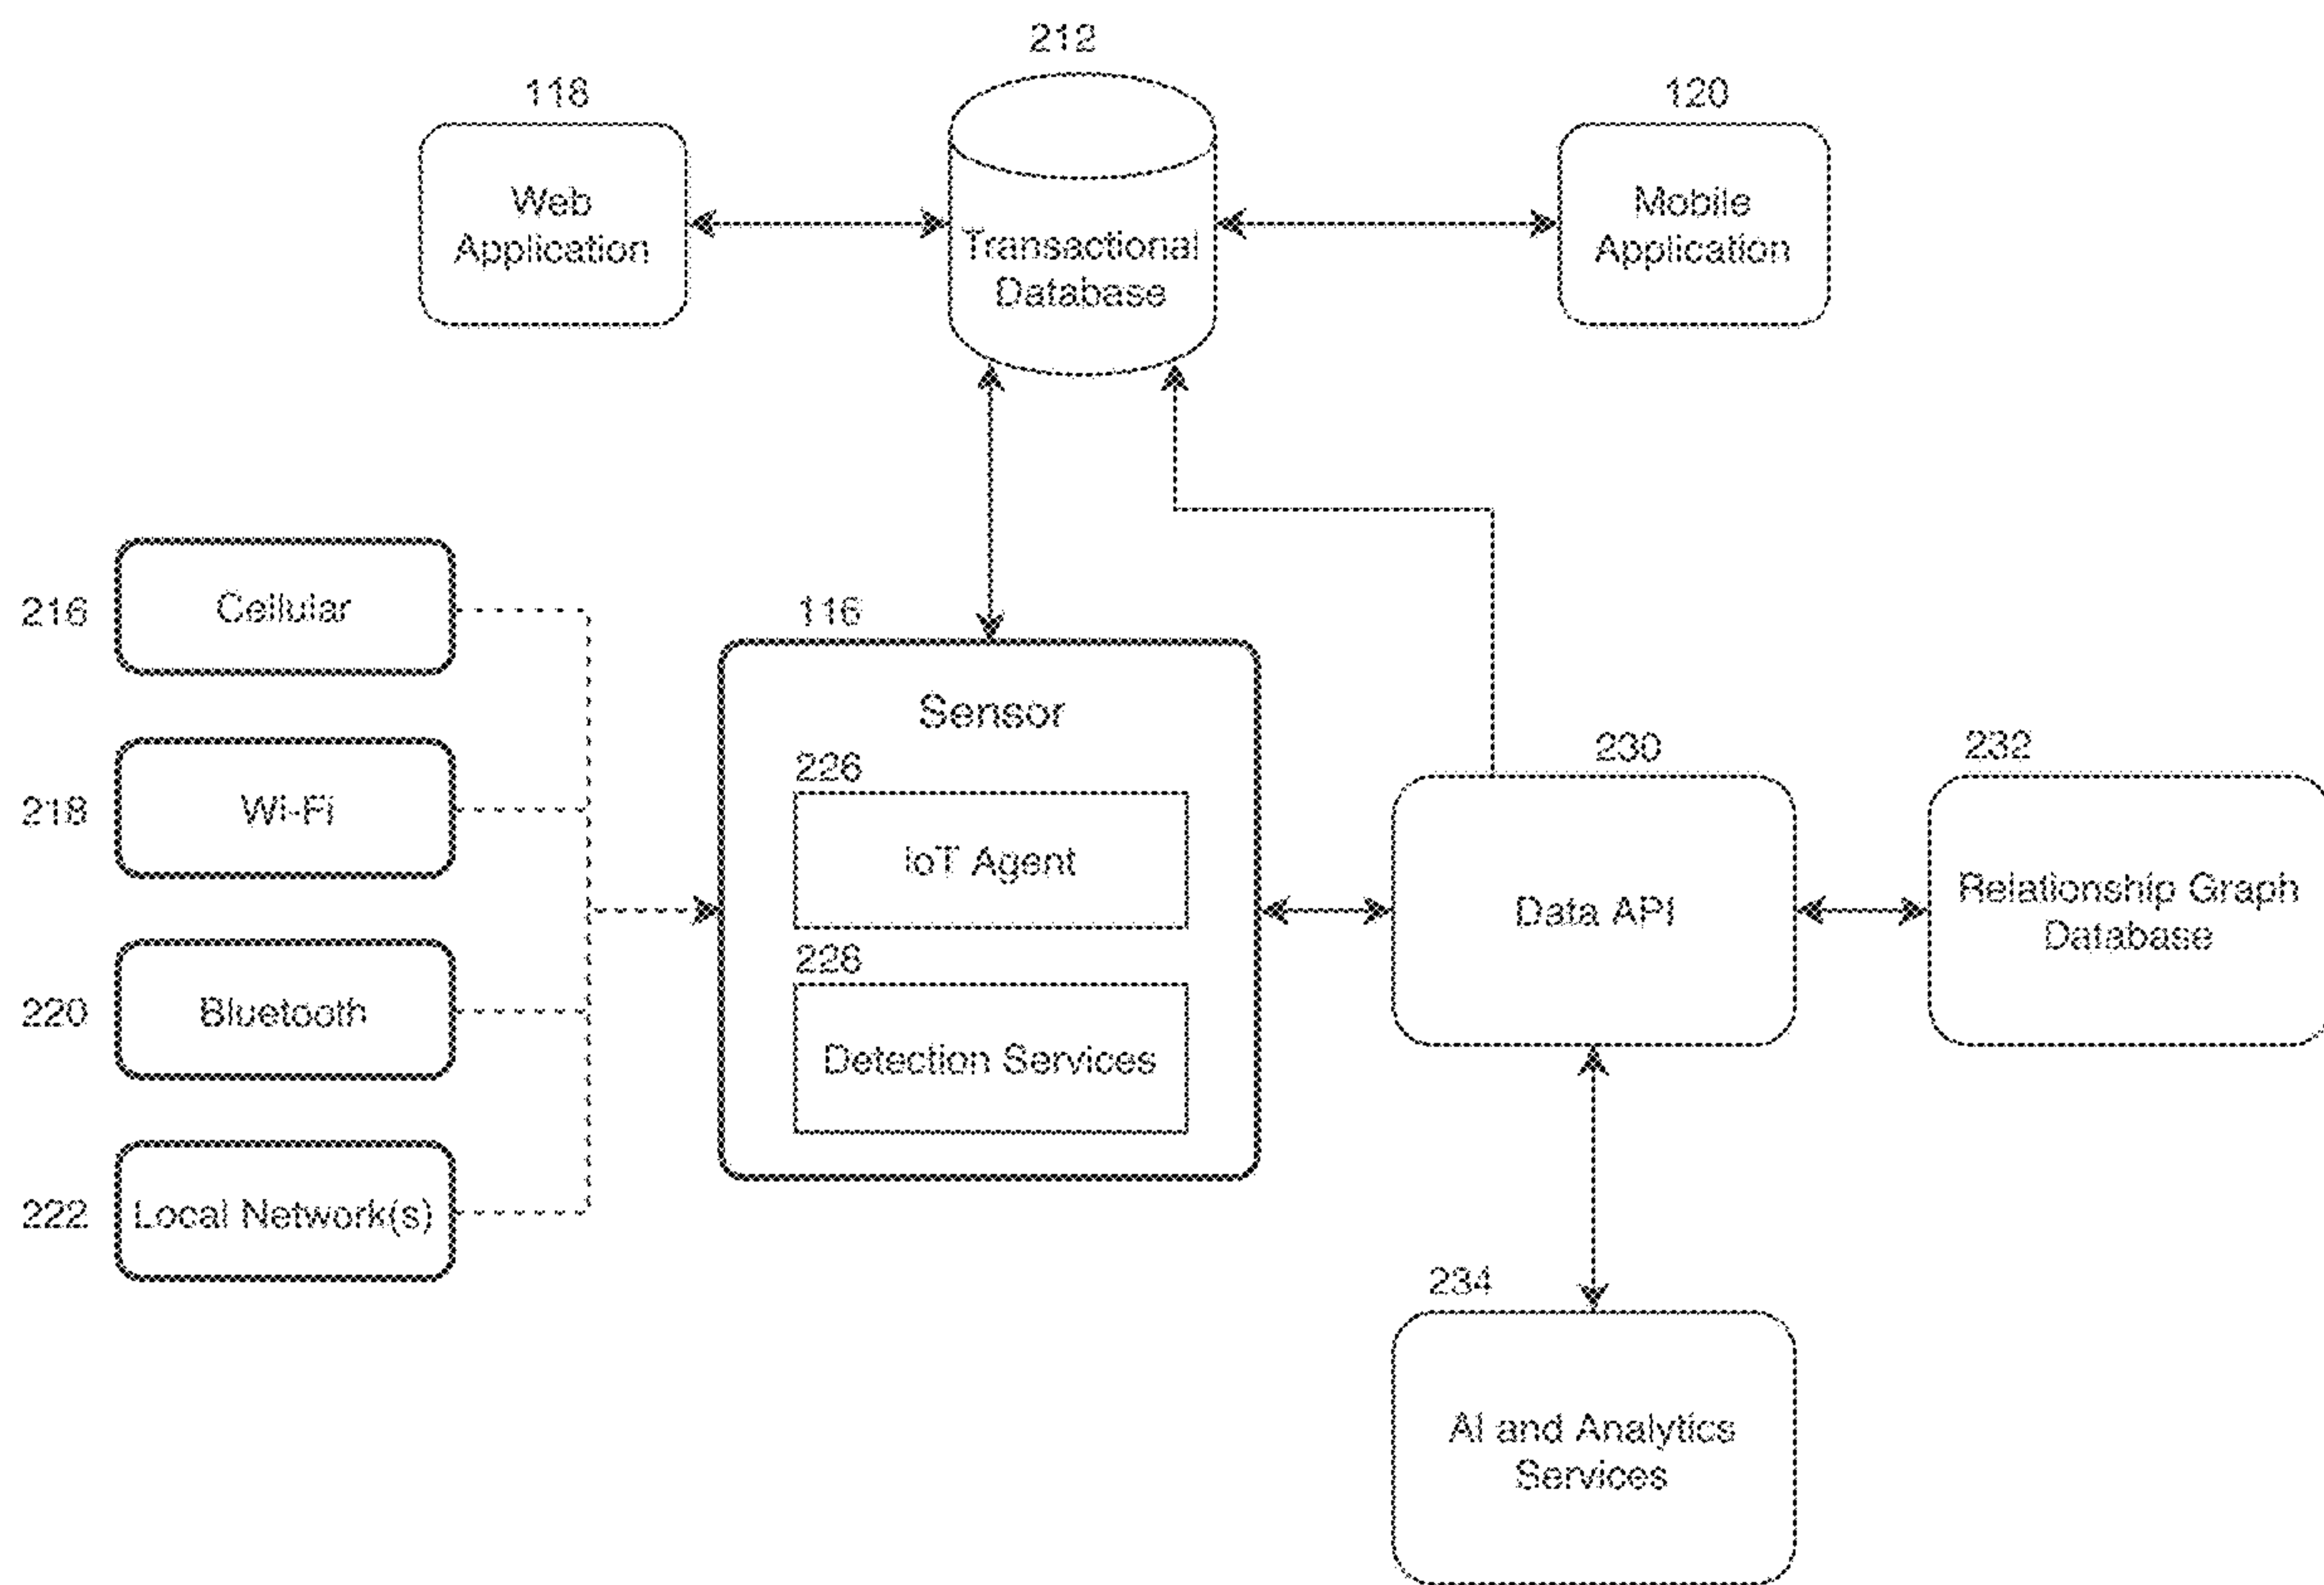 212
118
120
Web
Application
Transactional
Database
Mobile
Application
216
Cellular
116
Sensor
218
Wi-Fi
226
IoT Agent
230
Data API
232
Relationship Graph
Database
220
Bluetooth
228
Detection Services
222
Local Network(s)
234
AI and Analytics
Services